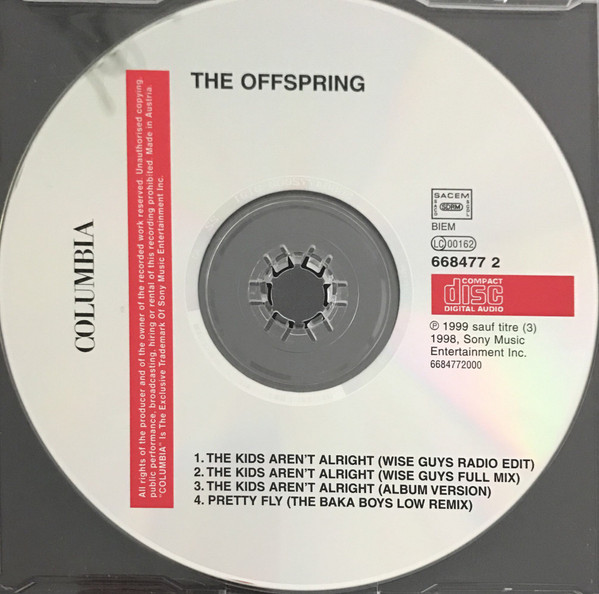 THE OFFSPRING
COLUMBIA
All rights of the producer and of the owner of the recorded work reserved. Unauthorised copying,
public performance, broadcasting, hiring or rental of this recording prohibited. Made in Austria.
"COLUMBIA" Is The Exclusive Trademark Of Sony Music Entertainment Inc.
SACEM
SDRM
BIEM
LC 00162
668477 2
COMPACT
disc
DIGITAL AUDIO
℗ 1999 sauf titre (3)
1998, Sony Music
Entertainment Inc.
6684772000
1. THE KIDS AREN'T ALRIGHT (WISE GUYS RADIO EDIT)
2. THE KIDS AREN'T ALRIGHT (WISE GUYS FULL MIX)
3. THE KIDS AREN'T ALRIGHT (ALBUM VERSION)
4. PRETTY FLY (THE BAKA BOYS LOW REMIX)